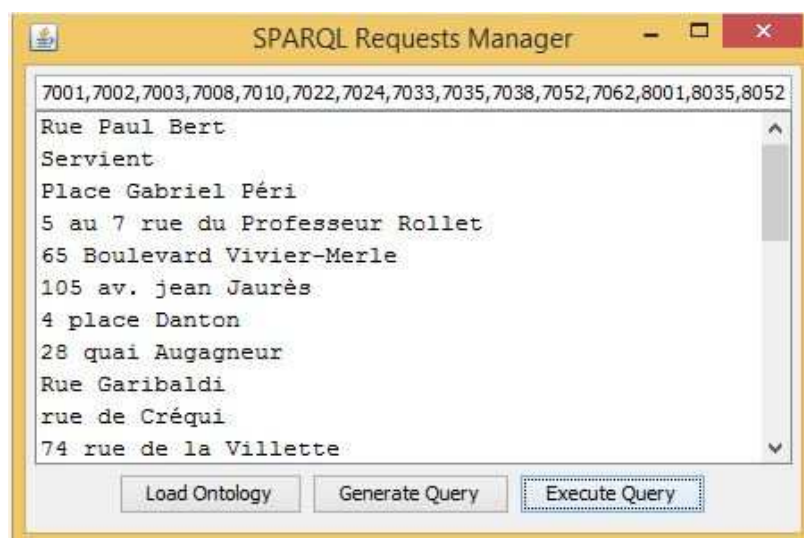 SPARQL Requests Manager
7001,7002,7003,7008,7010,7022,7024,7033,7035,7038,7052,7062,8001,8035,8052
Rue Paul Bert
Servient
Place Gabriel Péri
5 au 7 rue du Professeur Rollet
65 Boulevard Vivier-Merle
105 av. jean Jaurès
4 place Danton
28 quai Augagneur
Rue Garibaldi
rue de Créqui
74 rue de la Villette
Load Ontology Generate Query Execute Query